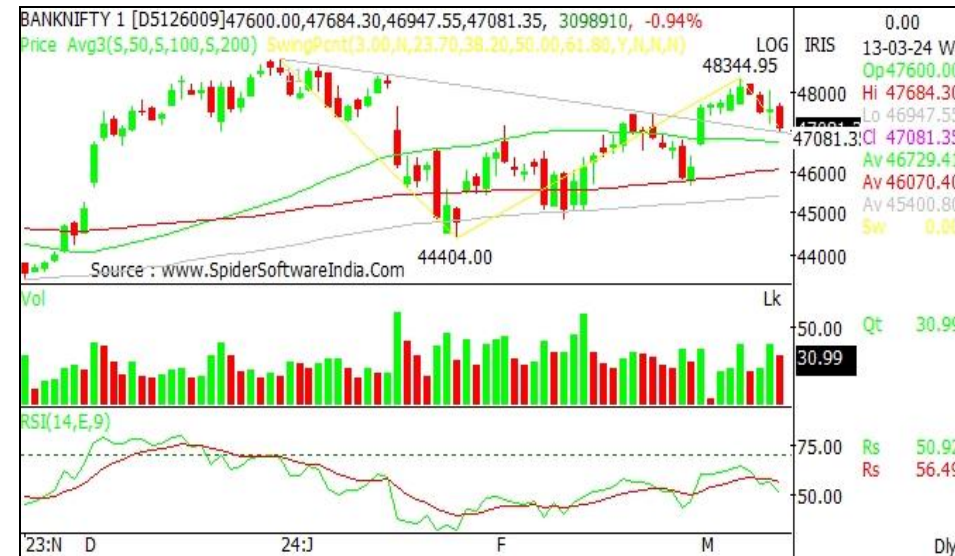 BANKNIFTY 1 [D5126009]47600.00,47684.30,46947.55,47081.35, 3098910, -0.94%
Price Avg3(S,50,S,100,S,200) SwingPcnt(3.00,N,23.70,38.20,50.00,61.80,Y,N,N,N) LOG
IRIS
0.00
13-03-24 W
Op47600.00
Hi 47684.30
Lo 46947.55
Cl 47081.35
Av 46729.41
Av 46070.40
Av 45400.80
Sw 0.00
48344.95
48000
47081.35
46000
45000
44404.00
44000
Source : www.SpiderSoftwareIndia.Com
Vol
Lk
50.00
Qt 30.99
30.99
RSI(14,E,9)
75.00
Rs 50.92
Rs 56.49
50.00
'23:N D 24:J F M Dly